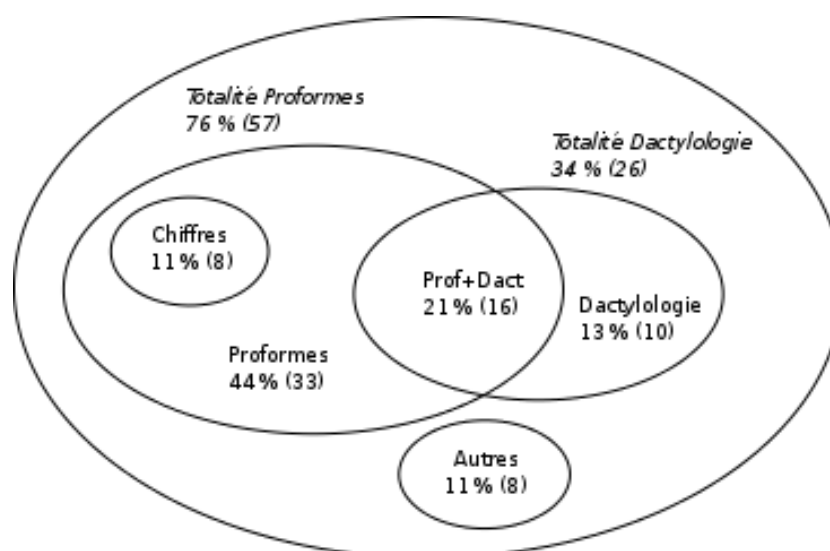 Totalité Proformes
76 % (57)
Totalité Dactylologie
34 % (26)
Chiffres
11% (8)
Prof+Dact
21% (16)
Dactylologie
13% (10)
Proformes
44% (33)
Autres
11% (8)